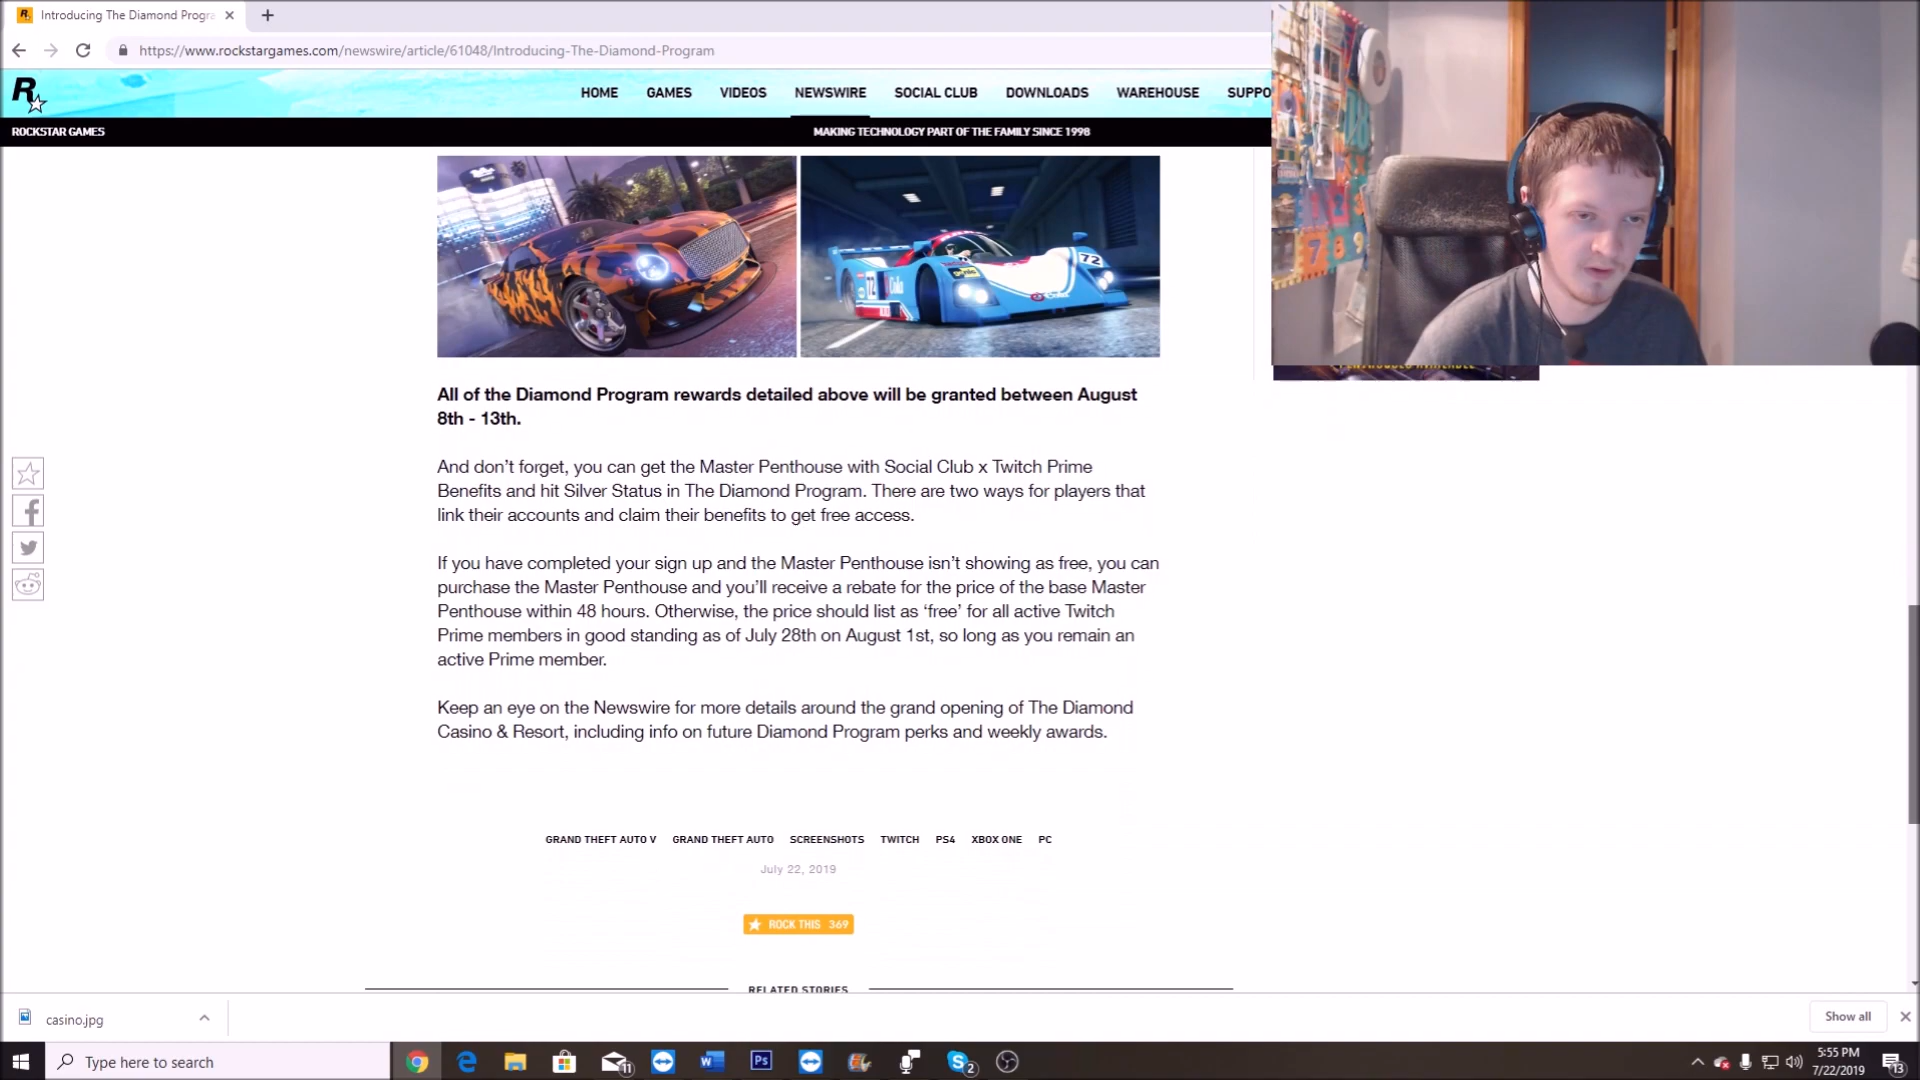 Introducing The Diamond Progra
https://www.rockstargames.com/newswire/article/61048/Introducing-The-Diamond-Program
R
HOME GAMES VIDEOS NEWSWIRE SOCIAL CLUB DOWNLOADS WAREHOUSE SUPPO
ROCKSTAR GAMES MAKING TECHNOLOGY PART OF THE FAMILY SINCE 1998
72
All of the Diamond Program rewards detailed above will be granted between August
8th - 13th.
And don’t forget, you can get the Master Penthouse with Social Club x Twitch Prime
Benefits and hit Silver Status in The Diamond Program. There are two ways for players that
link their accounts and claim their benefits to get free access.
If you have completed your sign up and the Master Penthouse isn’t showing as free, you can
purchase the Master Penthouse and you’ll receive a rebate for the price of the base Master
Penthouse within 48 hours. Otherwise, the price should list as ‘free’ for all active Twitch
Prime members in good standing as of July 28th on August 1st, so long as you remain an
active Prime member.
Keep an eye on the Newswire for more details around the grand opening of The Diamond
Casino & Resort, including info on future Diamond Program perks and weekly awards.
GRAND THEFT AUTO V GRAND THEFT AUTO SCREENSHOTS TWITCH PS4 XBOX ONE PC
July 22, 2019
ROCK THIS 369
RELATED STORIES
casino.jpg
Show all
Type here to search
11
2
5:55 PM
7/22/2019
13